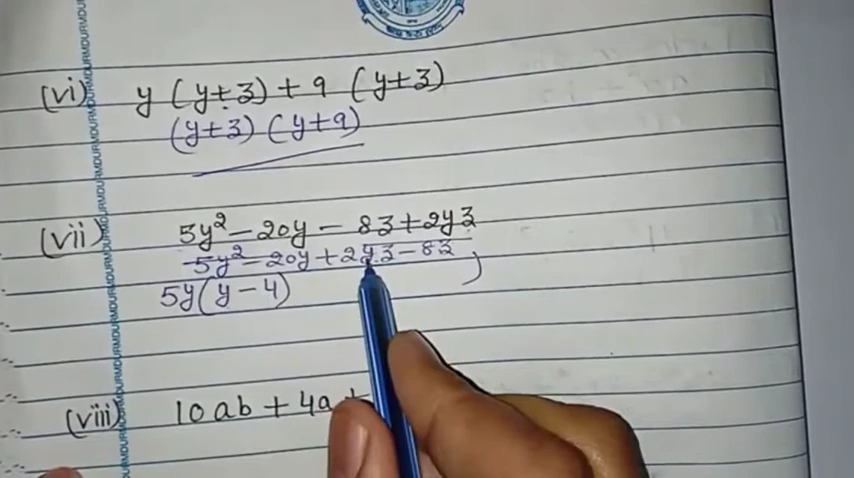 (vi) y (y+3) + 9 (y+3)
(y+3) (y+9)
(vii) 5y² - 20y - 8z + 2yz
5y² - 20y + 2yz - 8z
5y(y-4)
(viii) 10ab + 4a+